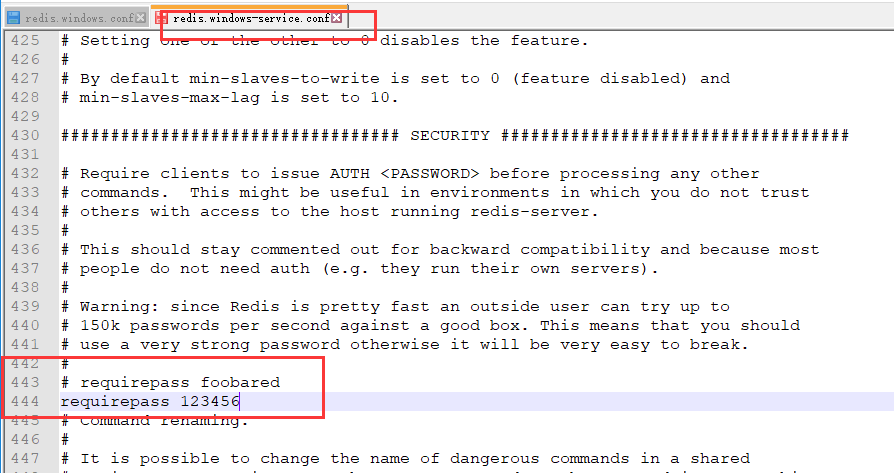 redis.windows.conf redis.windows-service.conf
425 # Setting one or the other to 0 disables the feature.
426 #
427 # By default min-slaves-to-write is set to 0 (feature disabled) and
428 # min-slaves-max-lag is set to 10.
429
430 ################################## SECURITY ###################################
431
432 # Require clients to issue AUTH <PASSWORD> before processing any other
433 # commands.  This might be useful in environments in which you do not trust
434 # others with access to the host running redis-server.
435 #
436 # This should stay commented out for backward compatibility and because most
437 # people do not need auth (e.g. they run their own servers).
438 #
439 # Warning: since Redis is pretty fast an outside user can try up to
440 # 150k passwords per second against a good box. This means that you should
441 # use a very strong password otherwise it will be very easy to break.
442 #
443 # requirepass foobared
444 requirepass 123456
445 # Command renaming.
446 #
447 # It is possible to change the name of dangerous commands in a shared